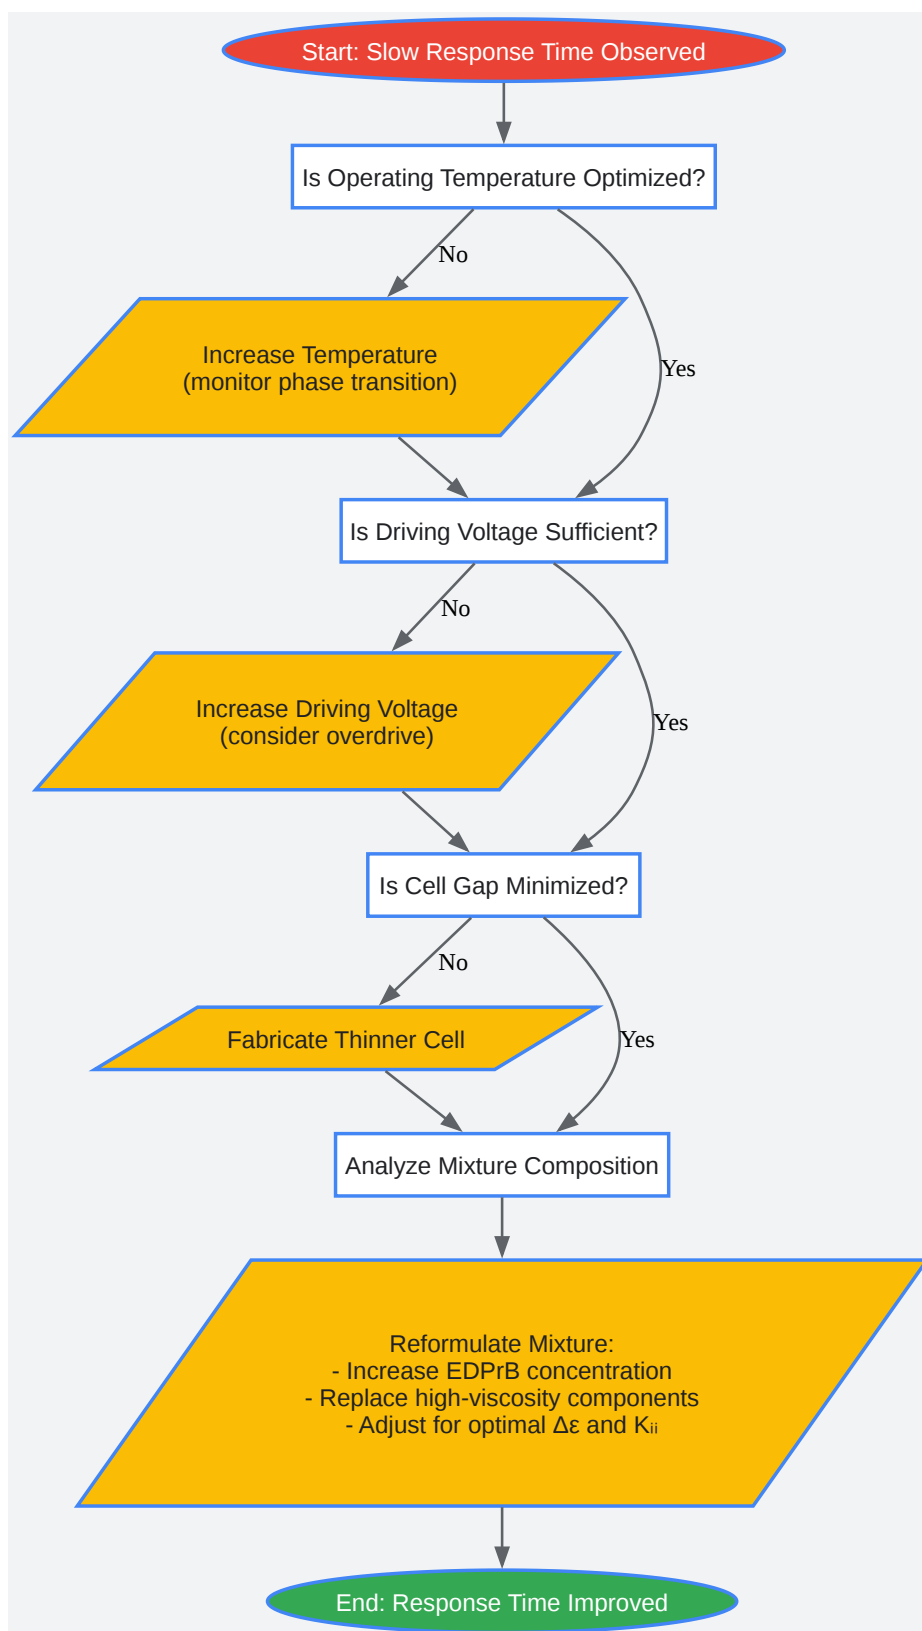 Start: Slow Response Time Observed
Is Operating Temperature Optimized?
No
Increase Temperature
(monitor phase transition)
Yes
Is Driving Voltage Sufficient?
No
Increase Driving Voltage
(consider overdrive)
Yes
Is Cell Gap Minimized?
No
Fabricate Thinner Cell
Yes
Analyze Mixture Composition
Reformulate Mixture:
- Increase EDPrB concentration
- Replace high-viscosity components
- Adjust for optimal Δε and Kᵢᵢ
End: Response Time Improved